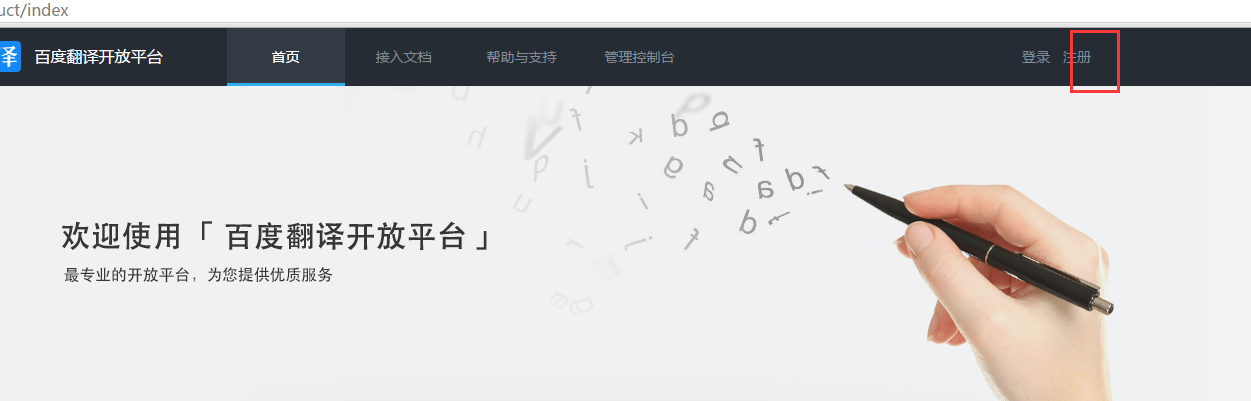 uct/index
译 百度翻译开放平台 首页 接入文档 帮助与支持 管理控制台 登录 注册
欢迎使用「 百度翻译开放平台 」
最专业的开放平台，为您提供优质服务